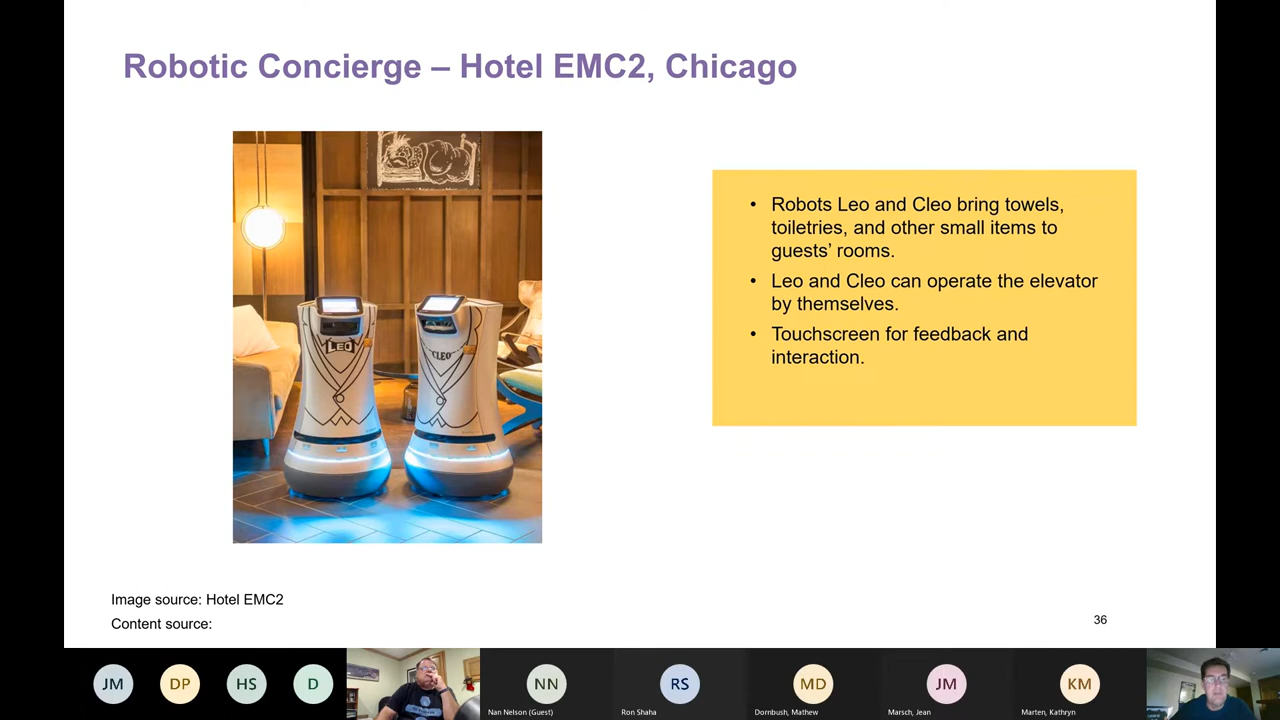 Robotic Concierge – Hotel EMC2, Chicago
LEO
CLEO
• Robots Leo and Cleo bring towels,
toiletries, and other small items to
guests’ rooms.
• Leo and Cleo can operate the elevator
by themselves.
• Touchscreen for feedback and
interaction.
Image source: Hotel EMC2
Content source:
36
JM
DP
HS
D
NN
Nan Nelson (Guest)
RS
Ron Shaha
MD
Dornbush, Mathew
JM
Marsch, Jean
KM
Marten, Kathryn